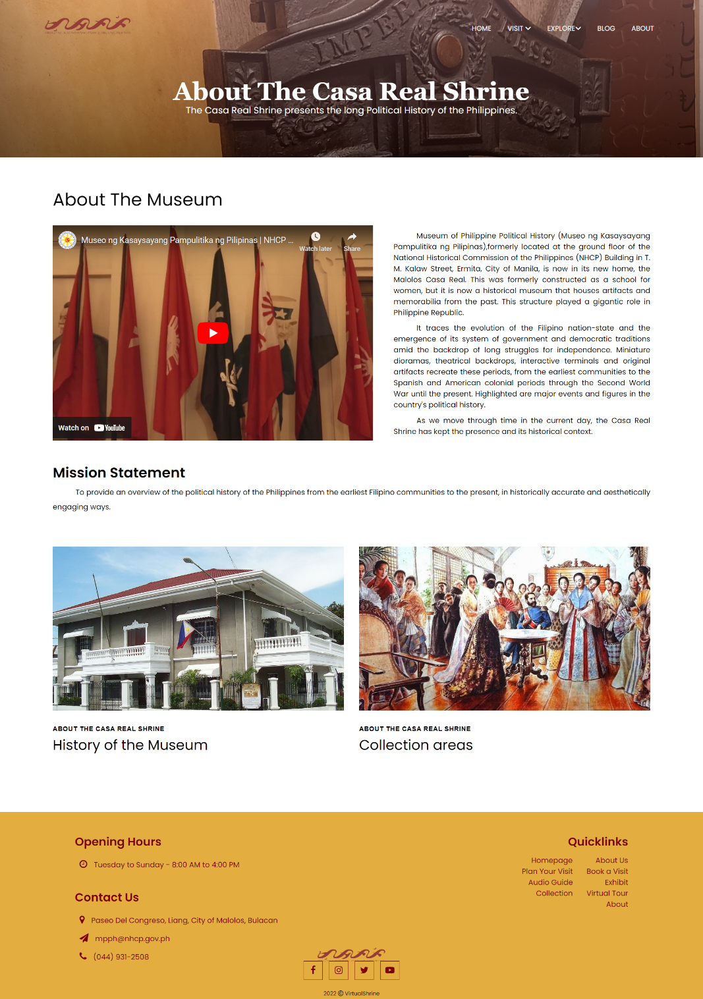 HOME VISIT EXPLORE BLOG ABOUT
About The Casa Real Shrine
The Casa Real Shrine presents the long Political History of the Philippines.
About The Museum
Museo ng Kasaysayang Pampulitika ng Pilipinas | NHCP ...
Watch later Share
Watch on YouTube
Museum of Philippine Political History (Museo ng Kasaysayang
Pampulitika ng Pilipinas),formerly located at the ground floor of the
National Historical Commission of the Philippines (NHCP) Building in T.
M. Kalaw Street, Ermita, City of Manila, is now in its new home, the
Malolos Casa Real. This was formerly constructed as a school for
women, but it is now a historical museum that houses artifacts and
memorabilia from the past. This structure played a gigantic role in
Philippine Republic.
It traces the evolution of the Filipino nation-state and the
emergence of its system of government and democratic traditions
amid the backdrop of long struggles for independence. Miniature
dioramas, theatrical backdrops, interactive terminals and original
artifacts recreate these periods, from the earliest communities to the
Spanish and American colonial periods through the Second World
War until the present. Highlighted are major events and figures in the
country's political history.
As we move through time in the current day, the Casa Real
Shrine has kept the presence and its historical context.
Mission Statement
To provide an overview of the political history of the Philippines from the earliest Filipino communities to the present, in historically accurate and aesthetically
engaging ways.
ABOUT THE CASA REAL SHRINE
History of the Museum
ABOUT THE CASA REAL SHRINE
Collection areas
Opening Hours
Tuesday to Sunday - 8:00 AM to 4:00 PM
Contact Us
Paseo Del Congreso, Liang, City of Malolos, Bulacan
mpph@nhcp.gov.ph
(044) 931-2508
Quicklinks
Homepage About Us
Plan Your Visit Book a Visit
Audio Guide Exhibit
Collection Virtual Tour
About
2022 © VirtualShrine